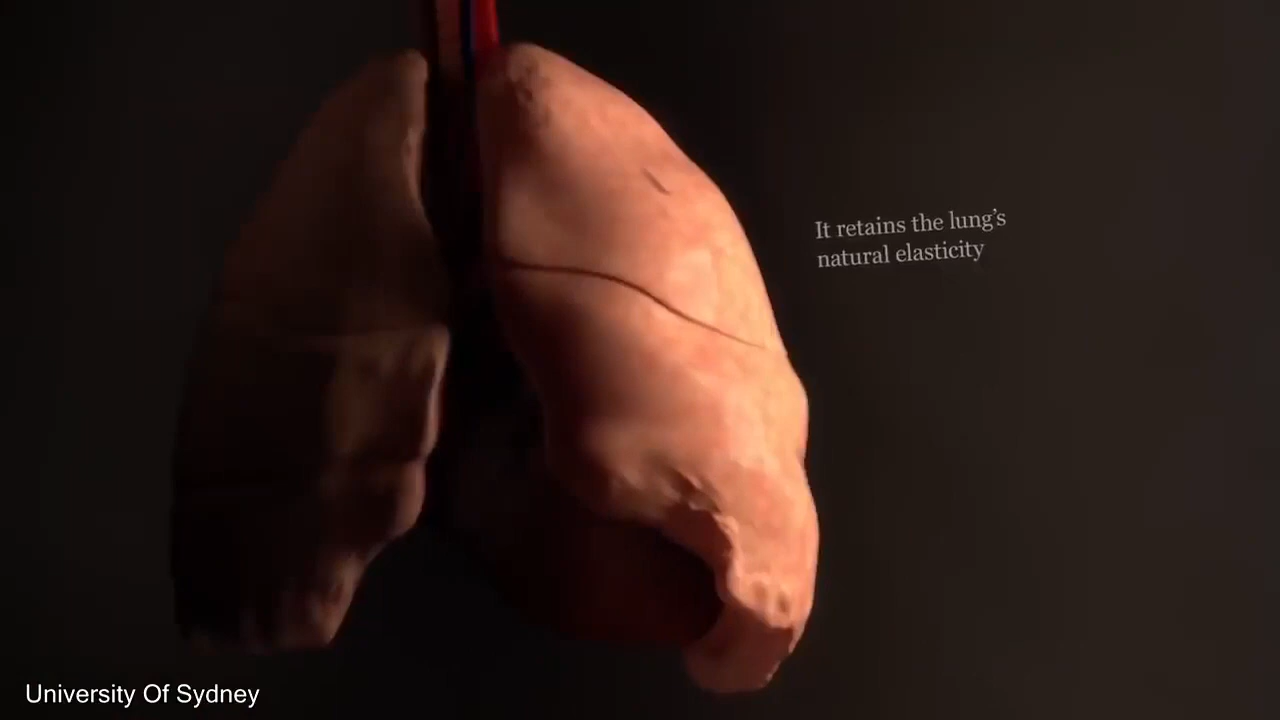 It retains the lung’s
natural elasticity
University Of Sydney